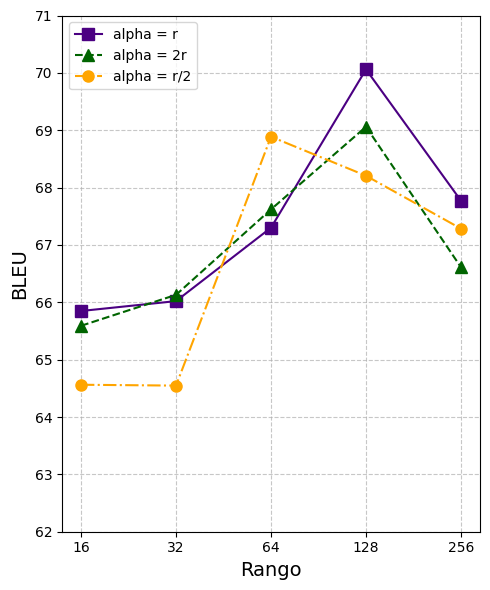 71
70
69
68
67
66
65
64
63
62
BLEU
alpha = r
alpha = 2r
alpha = r/2
16 32 64 128 256
Rango